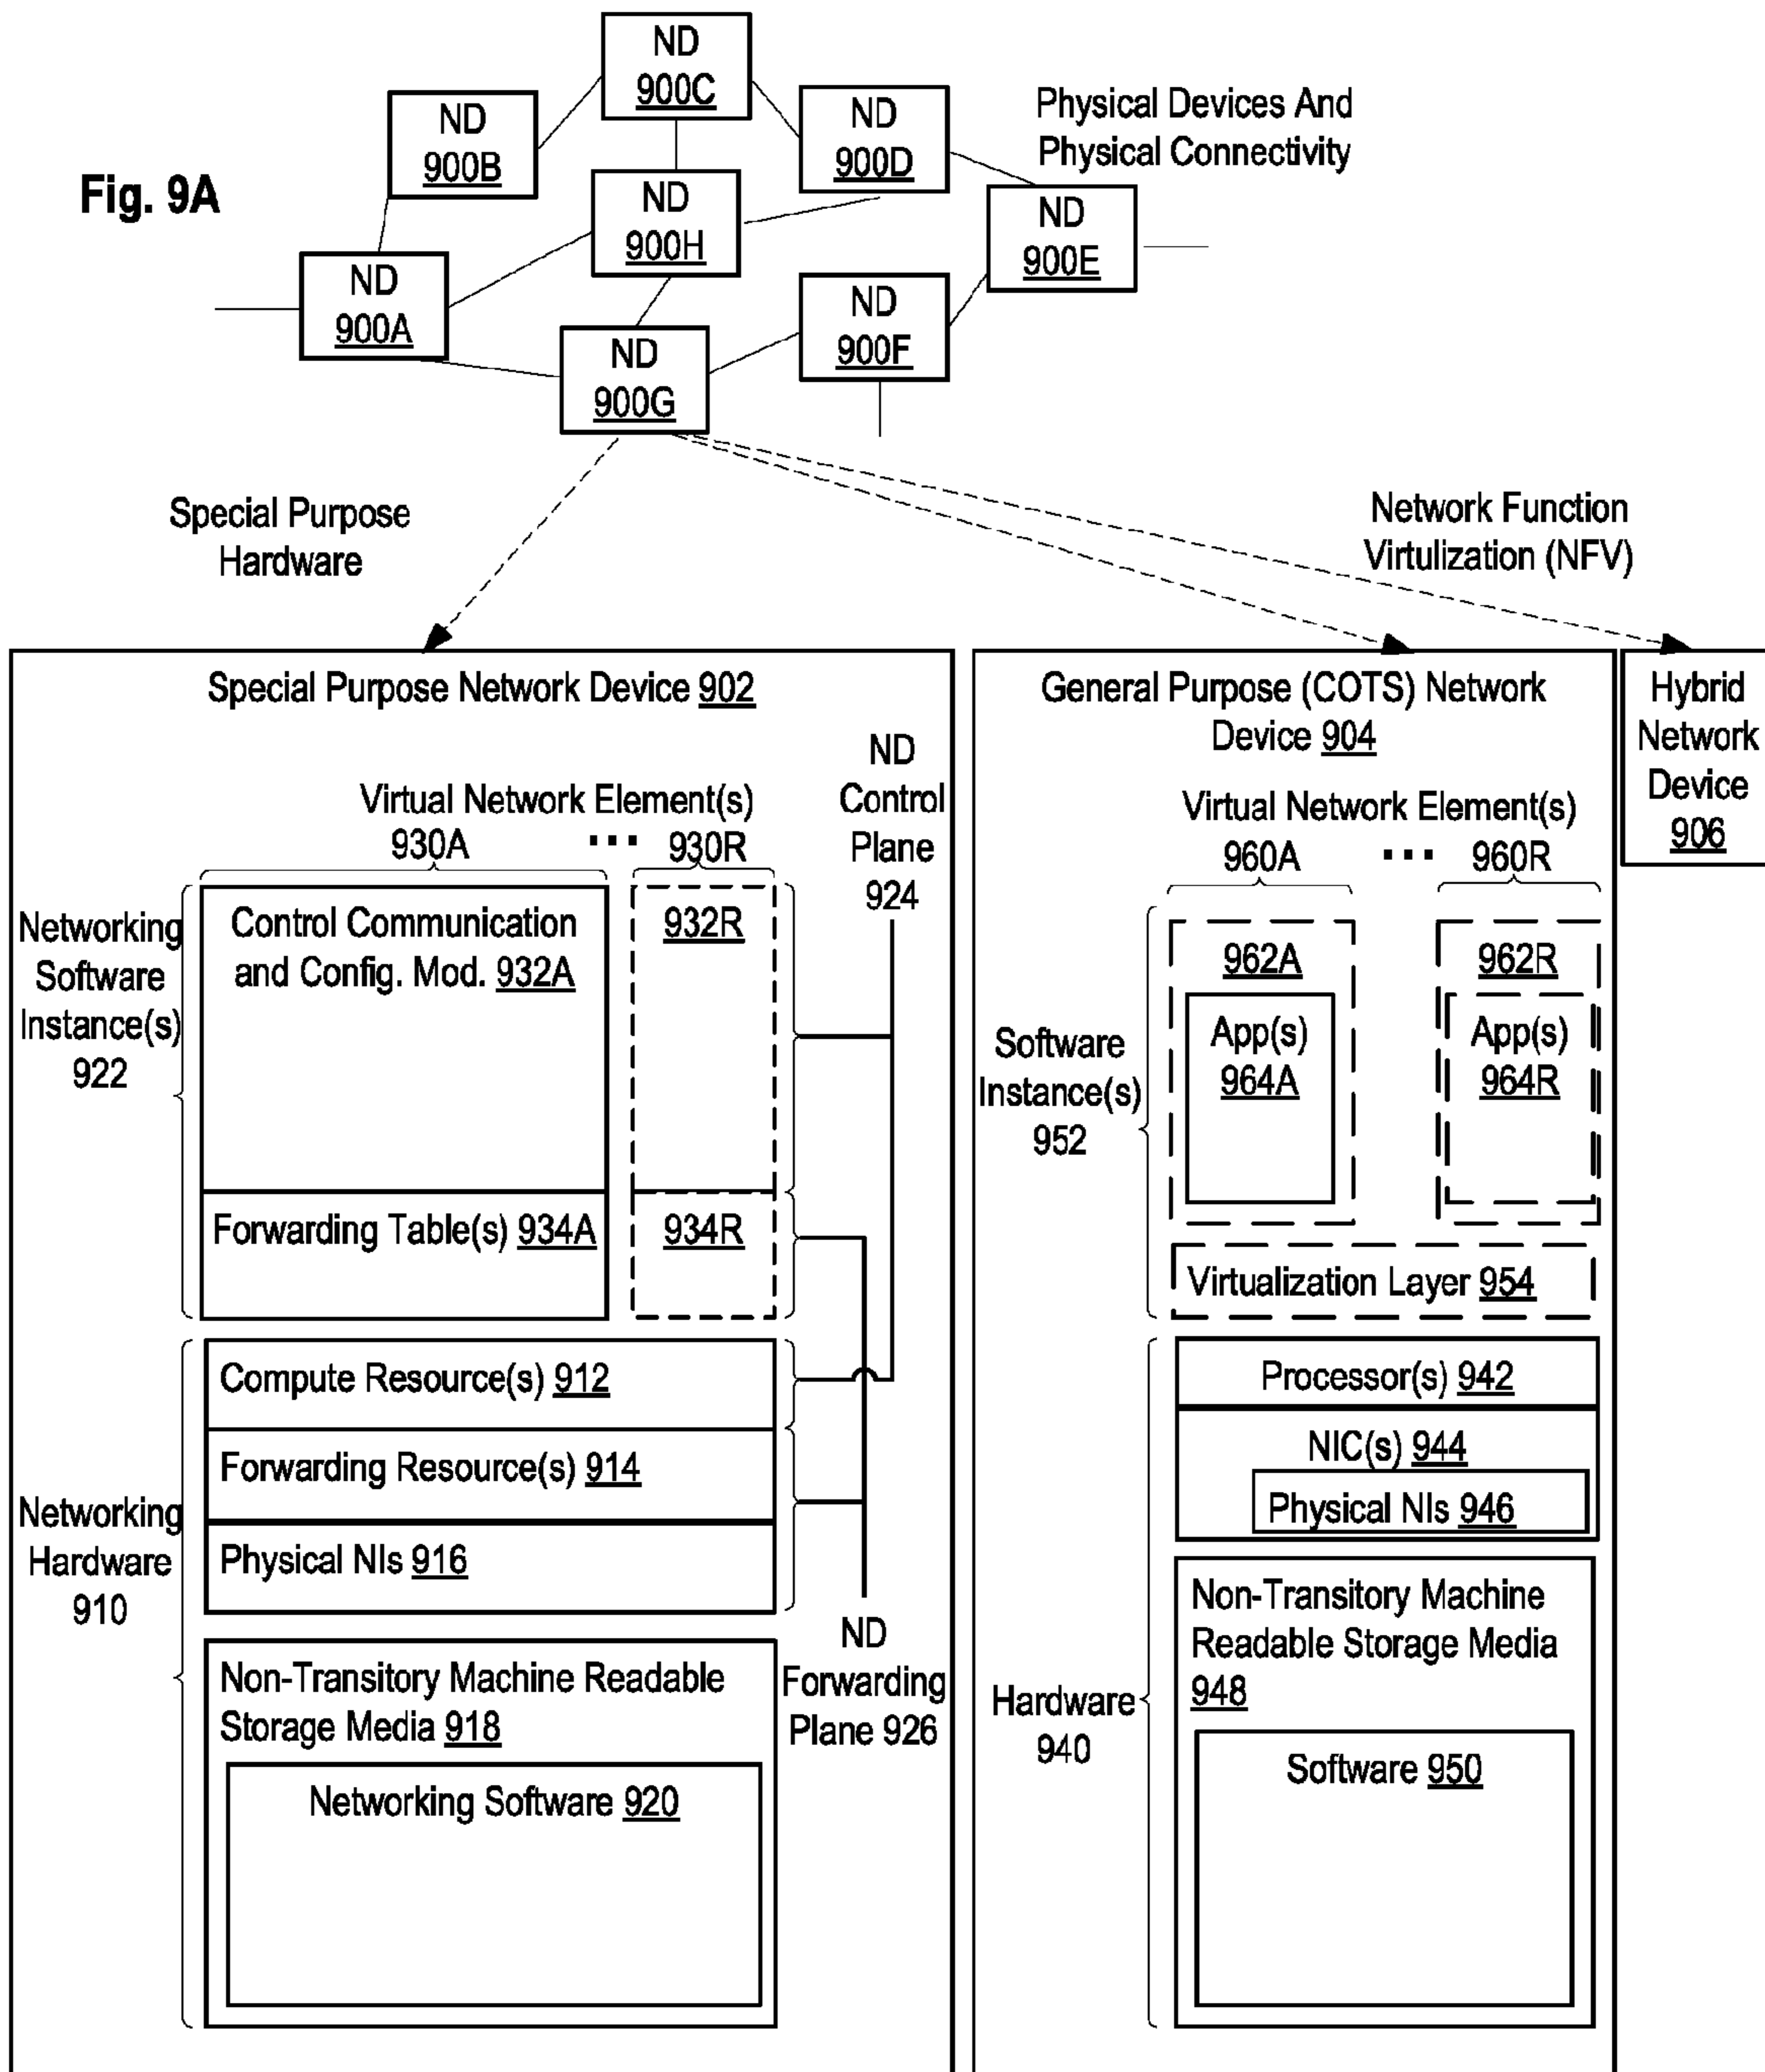 Fig. 9A
ND
900C
ND
900B
ND
900D
Physical Devices And
Physical Connectivity
ND
900H
ND
900E
ND
900A
ND
900F
ND
900G
Special Purpose
Hardware
Network Function
Virtulization (NFV)
Special Purpose Network Device 902
ND
Control
Plane
924
Virtual Network Element(s)
930A
...
930R
Networking
Software
Instance(s)
922
Control Communication
and Config. Mod. 932A
932R
Forwarding Table(s) 934A
934R
Networking
Hardware
910
Compute Resource(s) 912
Forwarding Resource(s) 914
Physical NIs 916
ND
Forwarding
Plane 926
Non-Transitory Machine Readable
Storage Media 918
Networking Software 920
General Purpose (COTS) Network
Device 904
Virtual Network Element(s)
960A
...
960R
Software
Instance(s)
952
962A
App(s)
964A
962R
App(s)
964R
Virtualization Layer 954
Hardware
940
Processor(s) 942
NIC(s) 944
Physical NIs 946
Non-Transitory Machine
Readable Storage Media
948
Software 950
Hybrid
Network
Device
906